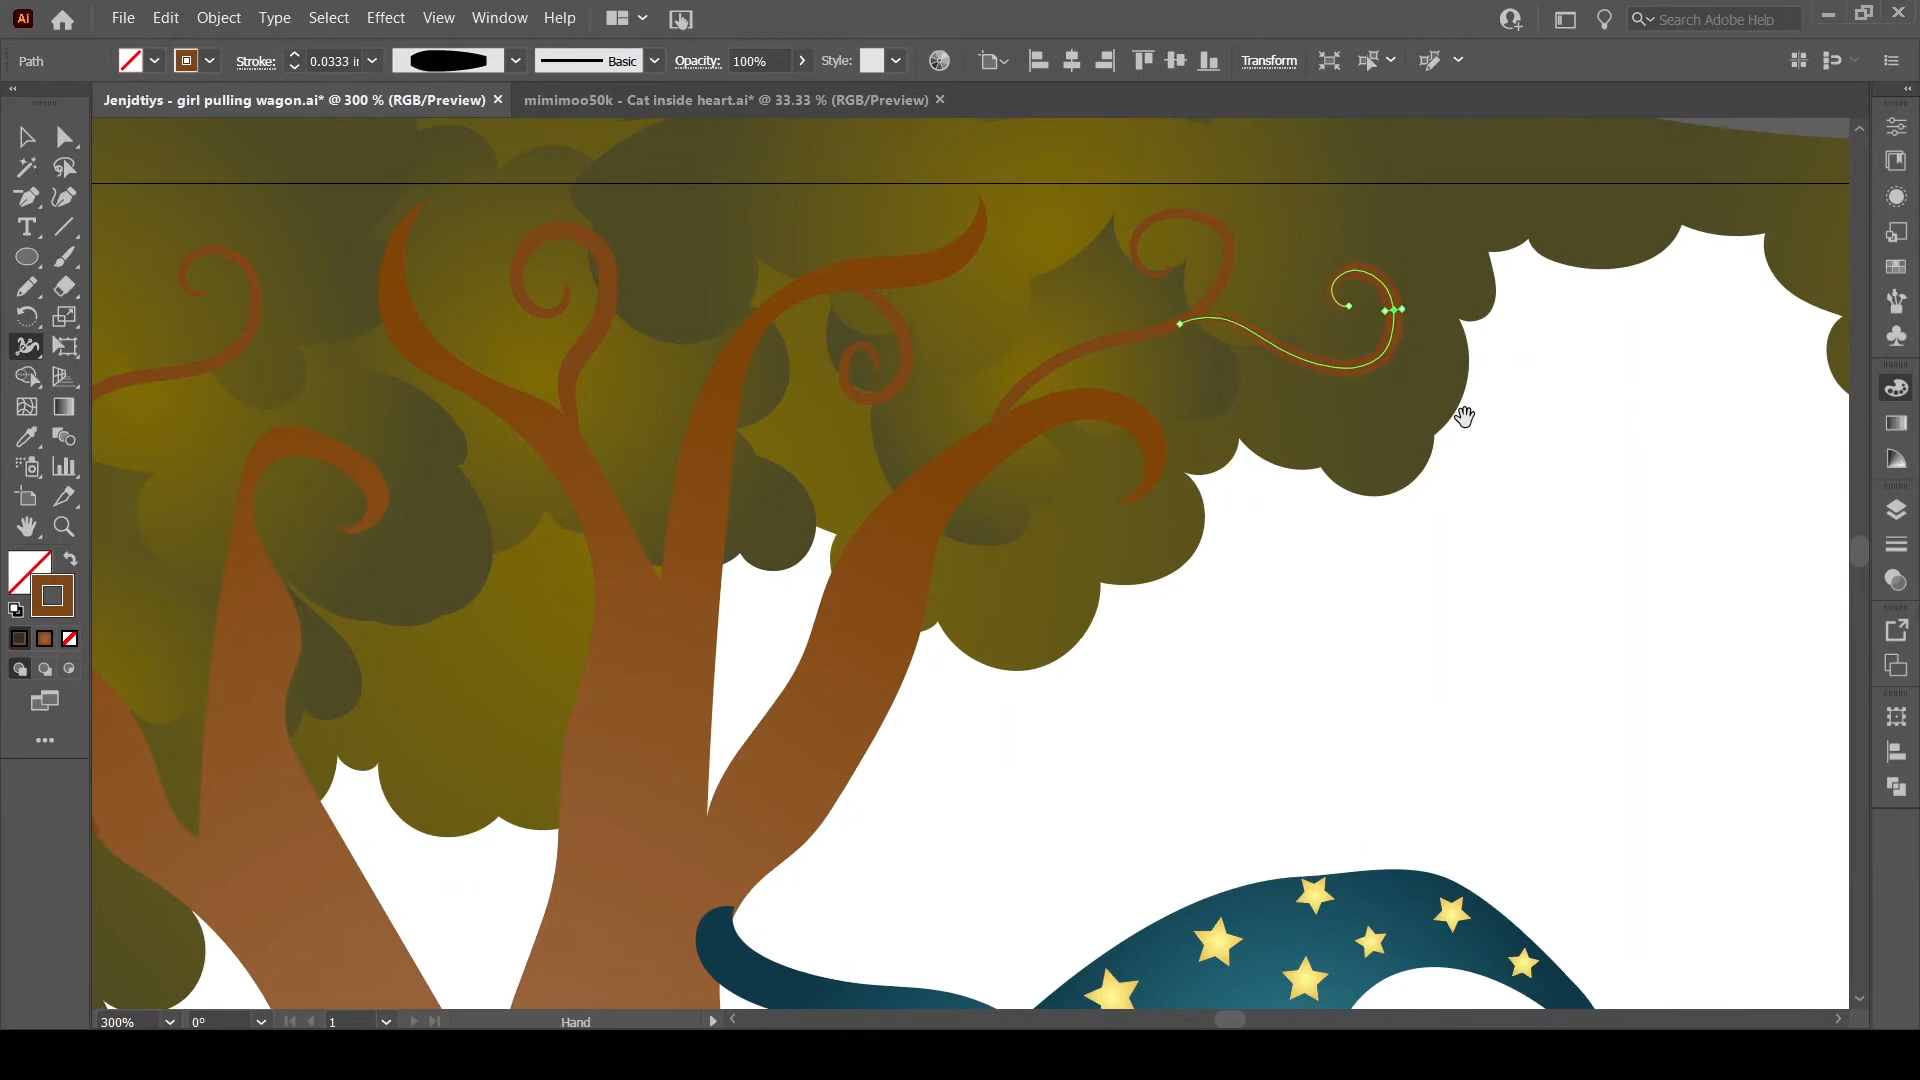 Ai File Edit Object Type Select Effect View Window Help Search Adobe Help
Path Stroke: 0.0333 ir Basic Opacity: 100% Style: Transform
Jenjdtiys - girl pulling wagon.ai* @ 300 % (RGB/Preview) × mimimoo50k - Cat inside heart.ai* @ 33.33 % (RGB/Preview) ×
T
300% 0° 1 Hand